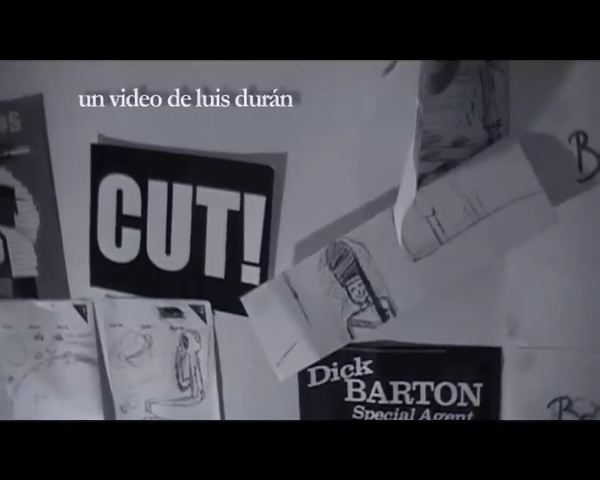 un video de luis durán
CUT!
Dick
BARTON
Special Agent